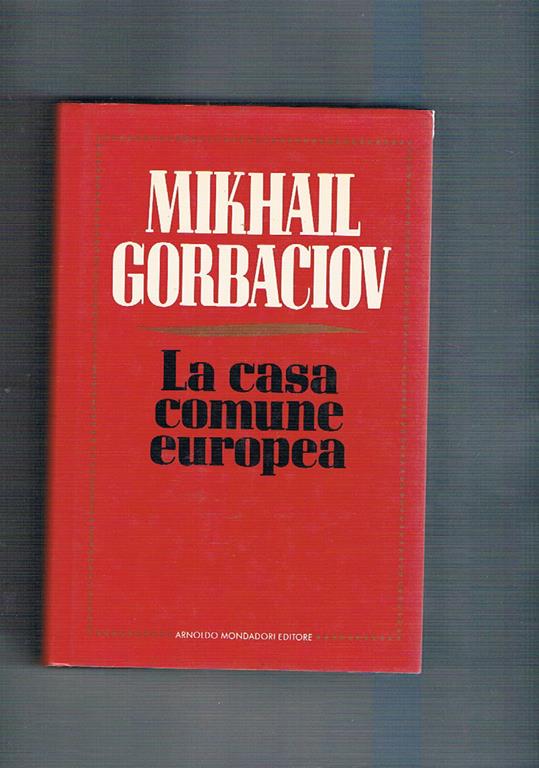 MIKHAIL
GORBACIOV
La casa
comune
europea
ARNOLDO MONDADORI EDITORE